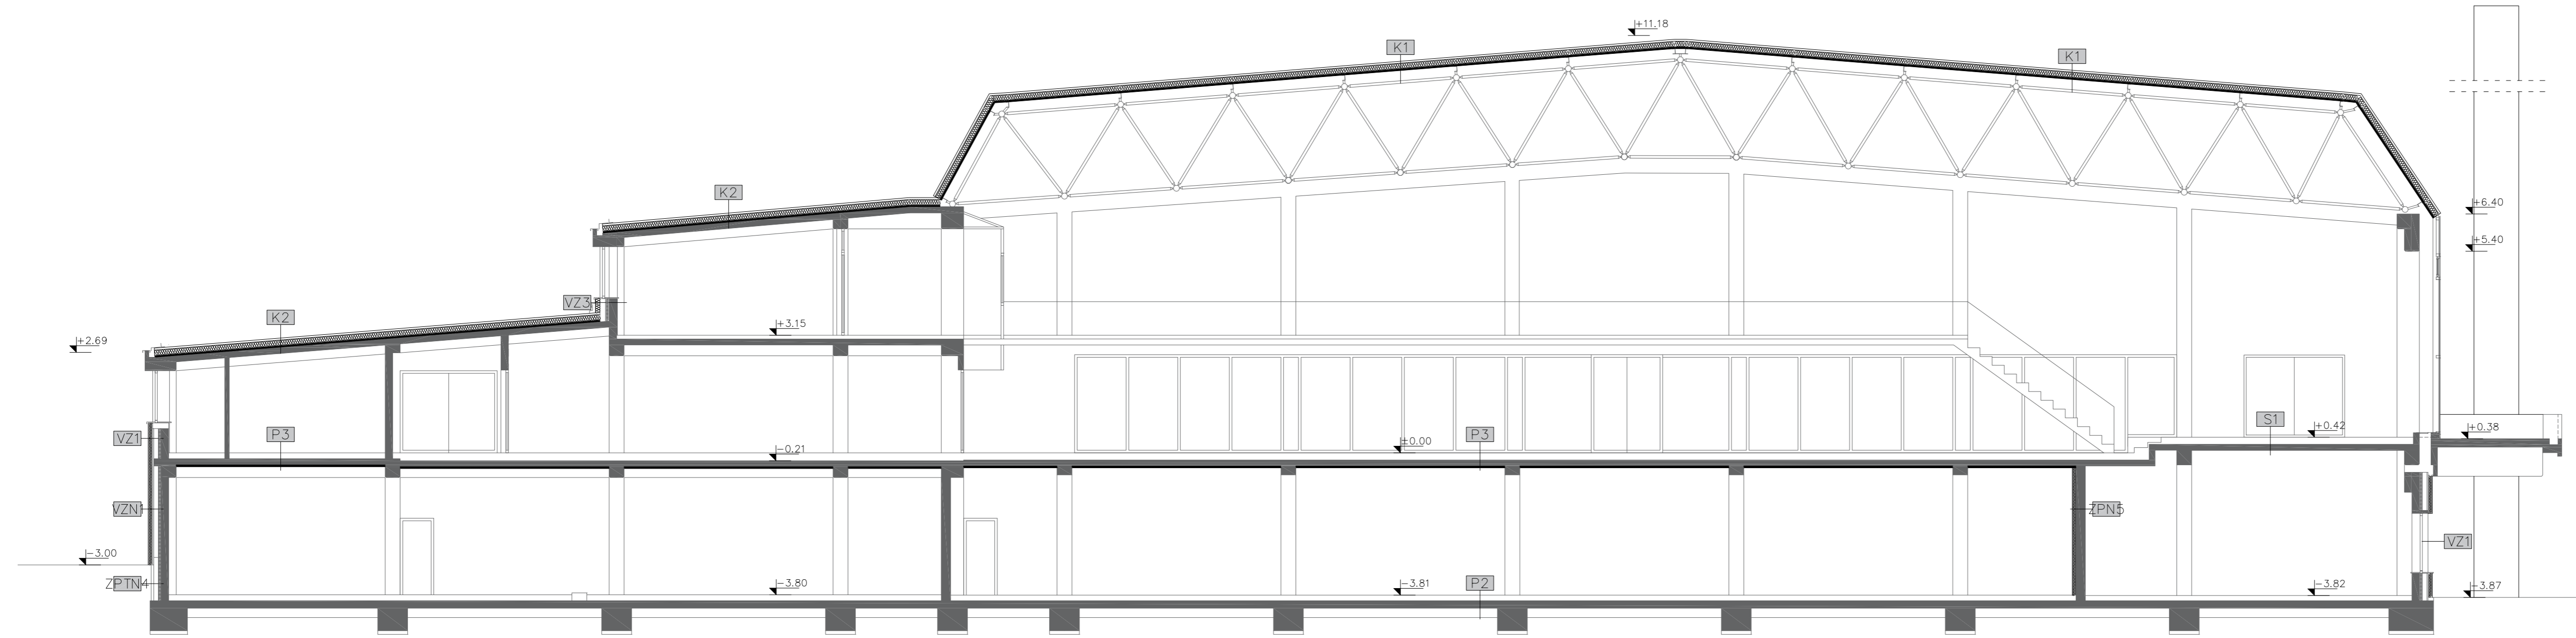 +11.18
K1
K1
K2
+6.40
+5.40
VZ3
K2
+3.15
+2.69
S1
+0.42
+0.38
VZ1
P3
P3
±0.00
-0.21
VZN1
ZPN5
VZ1
-3.00
ZPTN4
-3.80
-3.81
P2
-3.82
-3.87